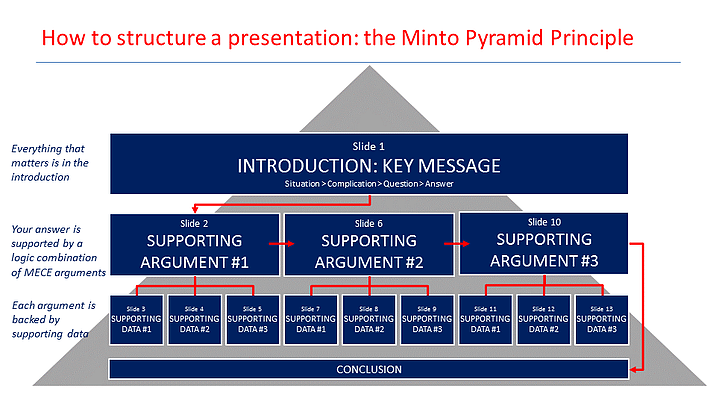 How to structure a presentation: the Minto Pyramid Principle
Everything that
matters is in the
introduction
Slide 1
INTRODUCTION: KEY MESSAGE
Situation > Complication > Question > Answer
Your answer is
supported by a
logic combination
of MECE arguments
Slide 2
SUPPORTING
ARGUMENT #1
Slide 6
SUPPORTING
ARGUMENT #2
Slide 10
SUPPORTING
ARGUMENT #3
Each argument is
backed by
supporting data
Slide 3
SUPPORTING
DATA #1
Slide 4
SUPPORTING
DATA #2
Slide 5
SUPPORTING
DATA #3
Slide 7
SUPPORTING
DATA #1
Slide 8
SUPPORTING
DATA #2
Slide 9
SUPPORTING
DATA #3
Slide 11
SUPPORTING
DATA #1
Slide 12
SUPPORTING
DATA #2
Slide 13
SUPPORTING
DATA #3
CONCLUSION